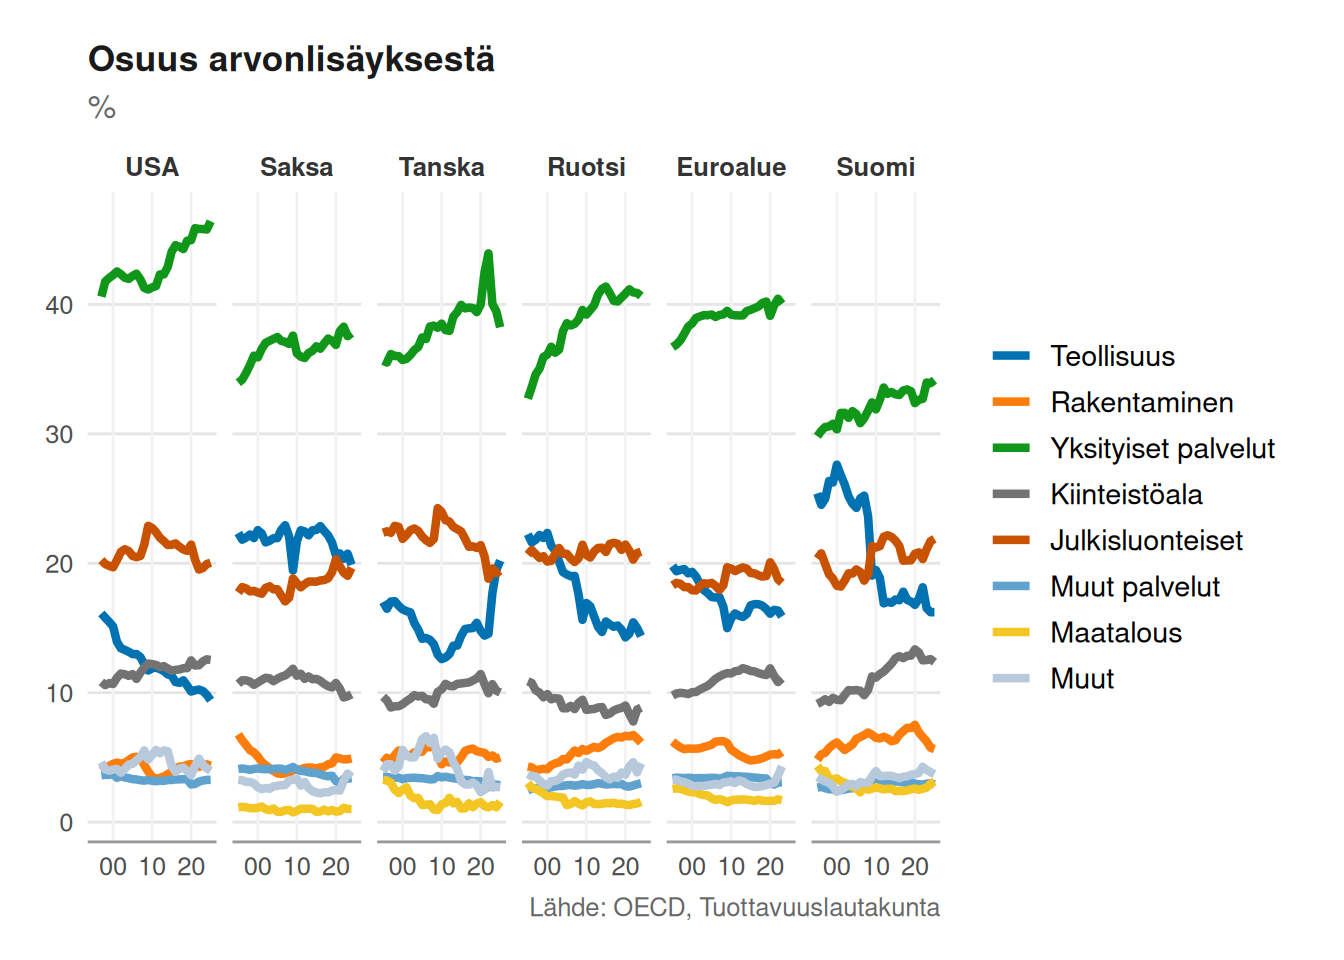 Osuus arvonlisäyksestä
%
USA Saksa Tanska Ruotsi Euroalue Suomi
40
30
20
10
0
00 10 20 00 10 20 00 10 20 00 10 20 00 10 20 00 10 20
Teollisuus
Rakentaminen
Yksityiset palvelut
Kiinteistöala
Julkisluonteiset
Muut palvelut
Maatalous
Muut
Lähde: OECD, Tuottavuuslautakunta